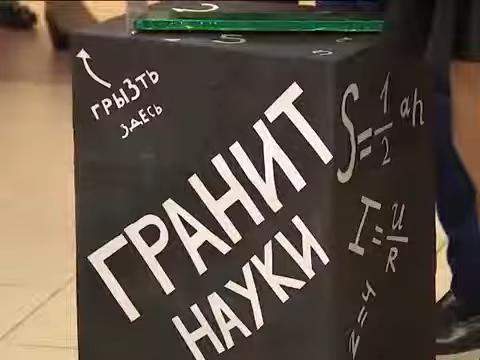 ГРЫЗТЬ
ЗДЕСЬ
ГРАНИТ
НАУКИ
S=1/2 ah
I=U/R